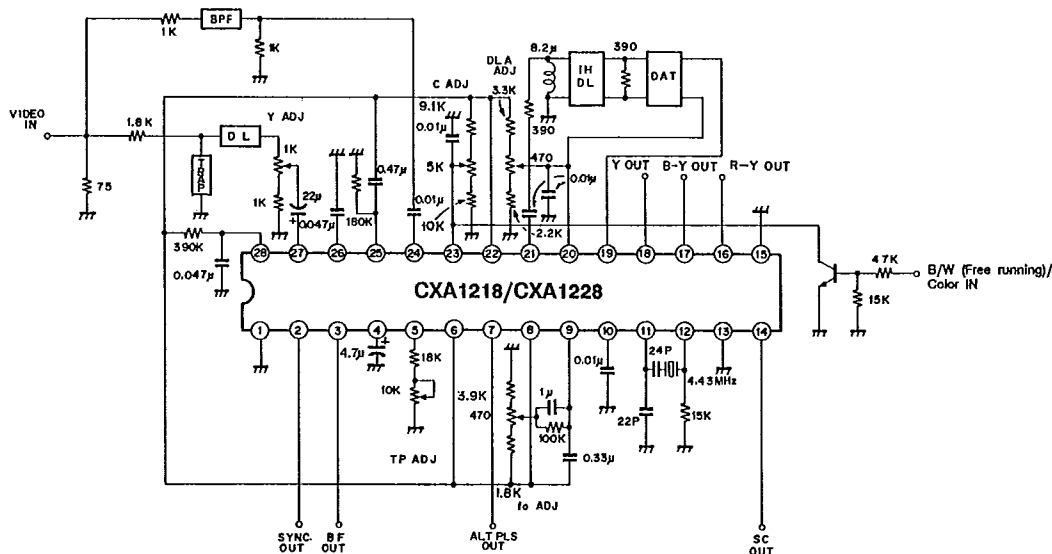 1K
BPF
1K
8.2μ
390
1H
DL
DAT
DLA
ADJ
C ADJ
3.3K
9.1K
390
VIDEO
IN
1.8K
Y ADJ
DL
1K
TRAP
75
1K
22μ
0.047μ
180K
0.47μ
0.01μ
0.01μ
5K
10K
470
2.2K
0.01μ
Y OUT
B-Y OUT
R-Y OUT
390K
0.047μ
28
27
26
25
24
23
22
21
20
19
18
17
16
15
CXA1218/CXA1228
47K
B/W (Free running)/
Color IN
15K
1
2
3
4
5
6
7
8
9
10
11
12
13
14
4.7μ
18K
10K
3.9K
470
1μ
100K
0.01μ
24P
4.43MHz
22P
15K
0.33μ
TP ADJ
1.8K
fo ADJ
SYNC.
OUT
BF
OUT
ALT PLS
OUT
SC
OUT